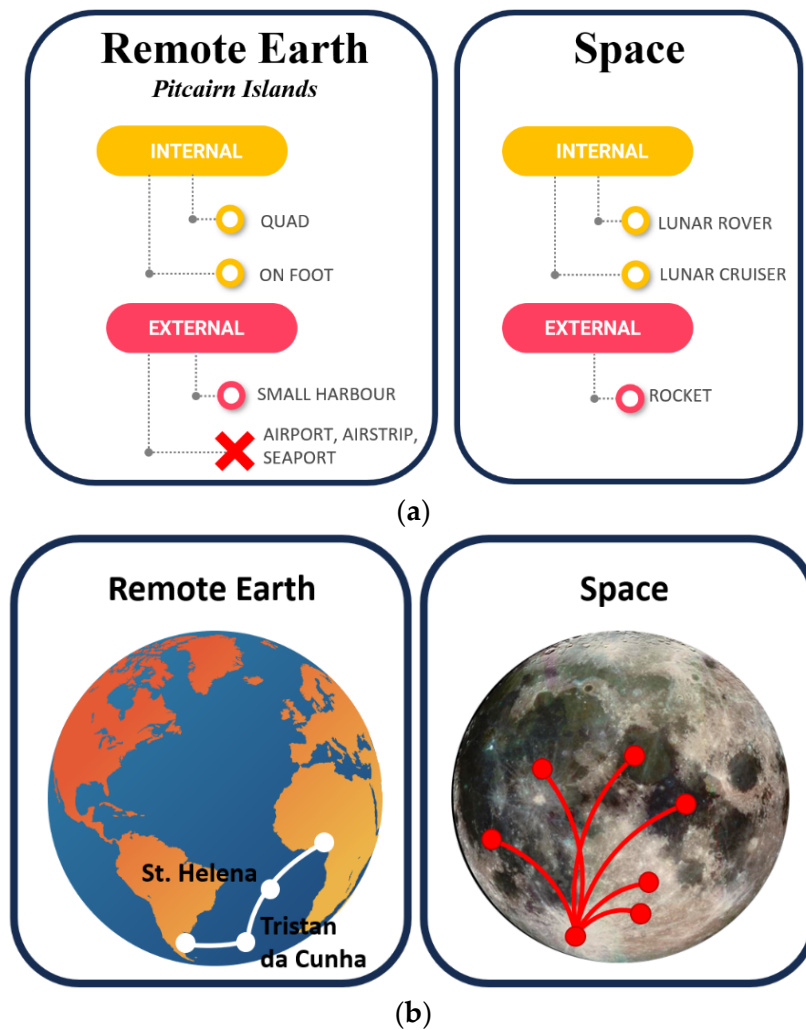 Remote Earth
Pitcairn Islands
INTERNAL
QUAD
ON FOOT
EXTERNAL
SMALL HARBOUR
AIRPORT, AIRSTRIP,
SEAPORT
Space
INTERNAL
LUNAR ROVER
LUNAR CRUISER
EXTERNAL
ROCKET
(a)
Remote Earth
St. Helena
Tristan
da Cunha
Space
(b)